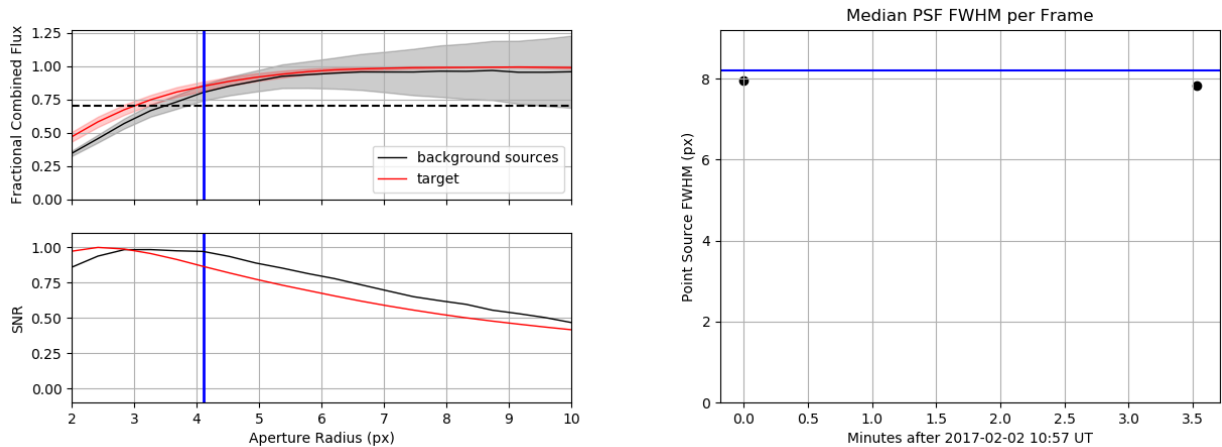 1.25
1.00
0.75
0.50
0.25
0.00
Fractional Combined Flux
background sources
target
1.00
0.75
0.50
0.25
0.00
SNR
2 3 4 5 6 7 8 9 10
Aperture Radius (px)
Median PSF FWHM per Frame
8
6
4
2
0
Point Source FWHM (px)
0.0 0.5 1.0 1.5 2.0 2.5 3.0 3.5
Minutes after 2017-02-02 10:57 UT